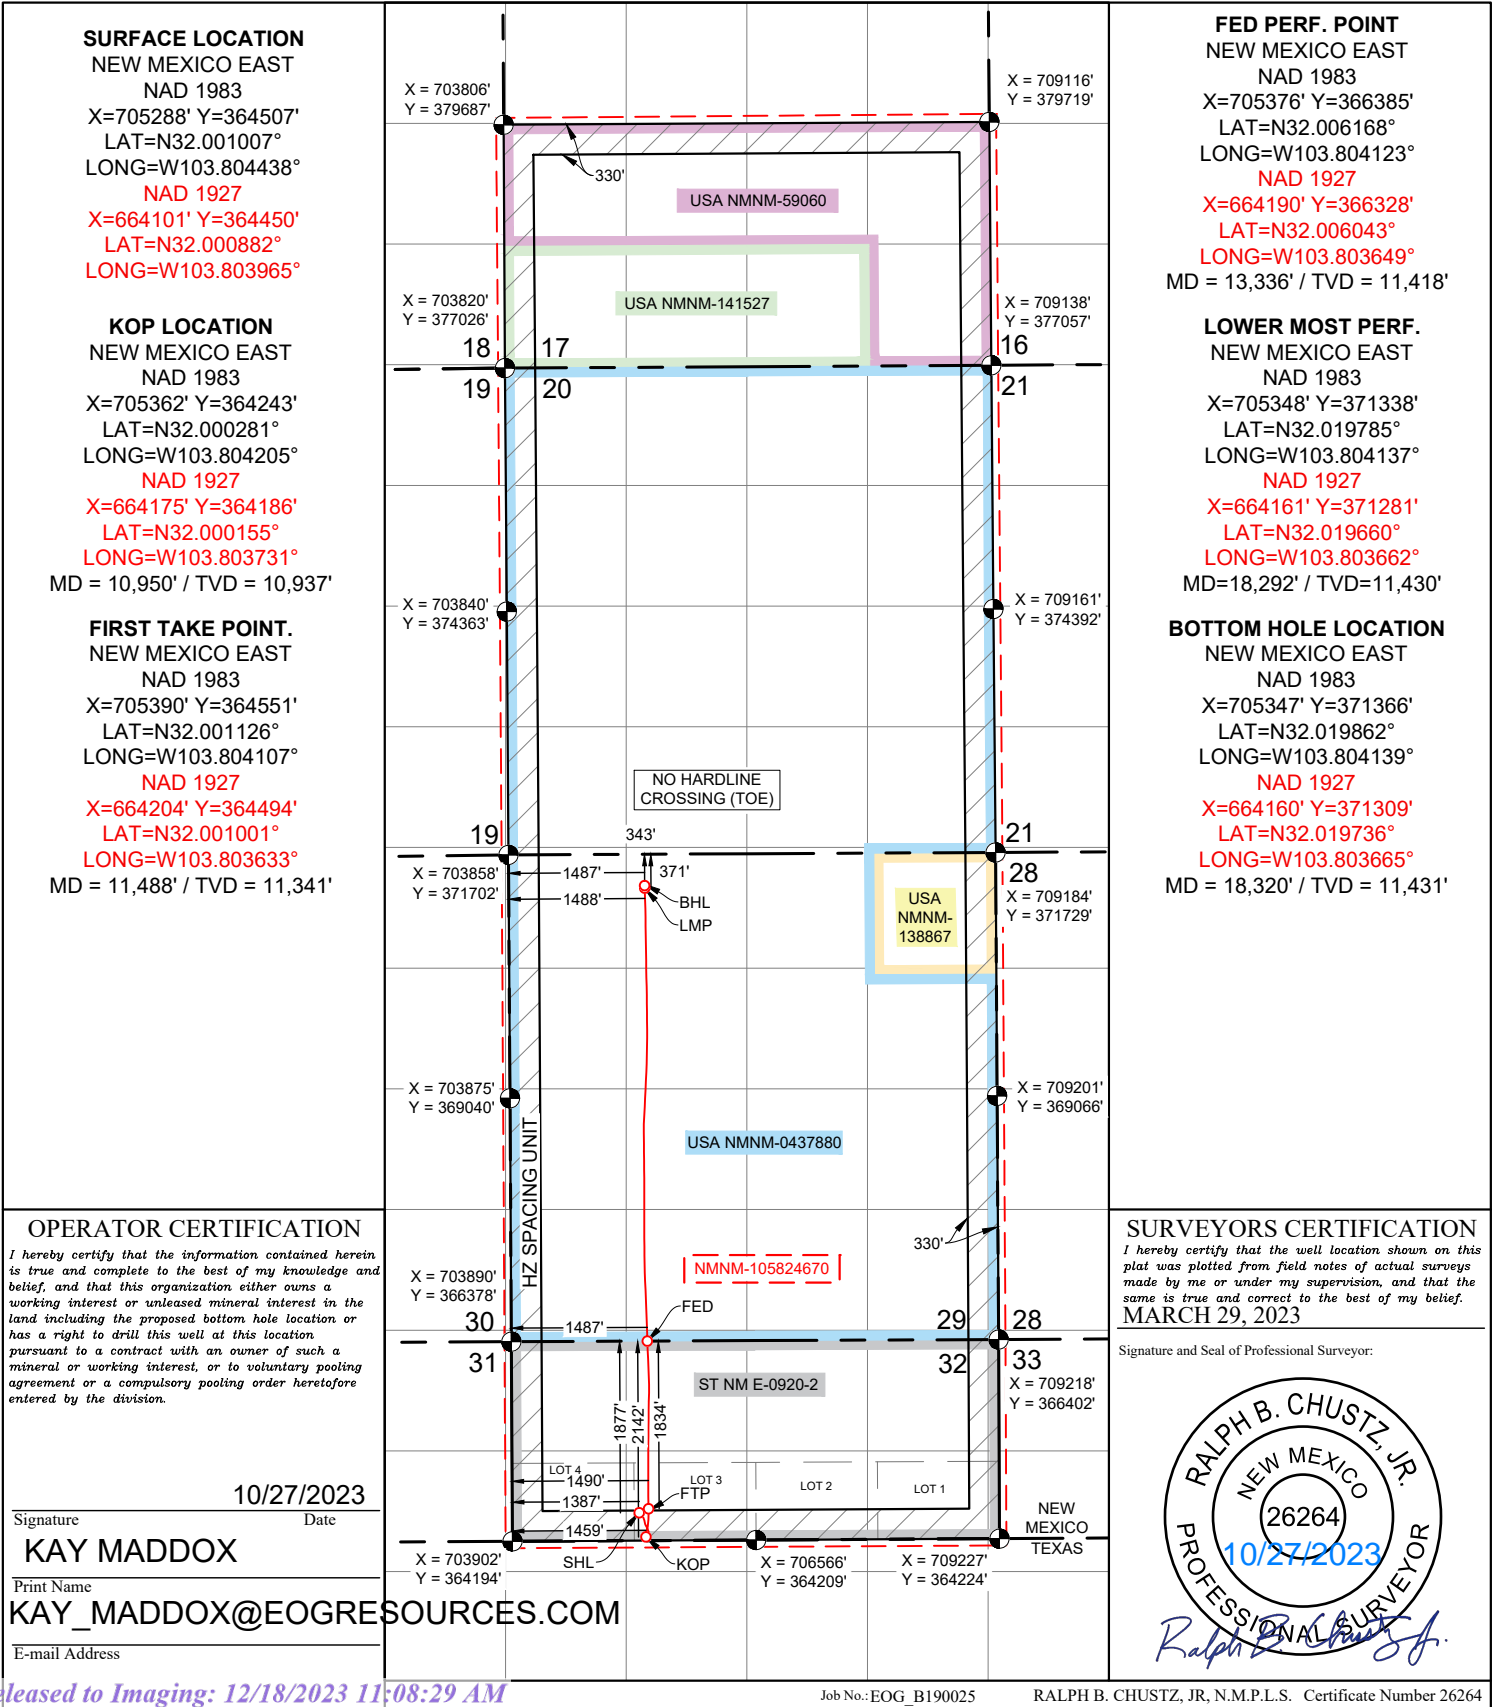 SURFACE LOCATION
NEW MEXICO EAST
NAD 1983
X=705288' Y=364507'
LAT=N32.001007°
LONG=W103.804438°
NAD 1927
X=664101' Y=364450'
LAT=N32.000882°
LONG=W103.803965°
KOP LOCATION
NEW MEXICO EAST
NAD 1983
X=705362' Y=364243'
LAT=N32.000281°
LONG=W103.804205°
NAD 1927
X=664175' Y=364186'
LAT=N32.000155°
LONG=W103.803731°
MD = 10,950' / TVD = 10,937'
FIRST TAKE POINT.
NEW MEXICO EAST
NAD 1983
X=705390' Y=364551'
LAT=N32.001126°
LONG=W103.804107°
NAD 1927
X=664204' Y=364494'
LAT=N32.001001°
LONG=W103.803633°
MD = 11,488' / TVD = 11,341'
OPERATOR CERTIFICATION
I hereby certify that the information contained herein
is true and complete to the best of my knowledge and
belief, and that this organization either owns a
working interest or unleased mineral interest in the
land including the proposed bottom hole location or
has a right to drill this well at this location
pursuant to a contract with an owner of such a
mineral or working interest, or to voluntary pooling
agreement or a compulsory pooling order heretofore
entered by the division.
10/27/2023
Signature Date
KAY MADDOX
Print Name
KAY_MADDOX@EOGRESOURCES.COM
E-mail Address
X = 703806'
Y = 379687'
X = 709116'
Y = 379719'
330'
USA NMNM-59060
USA NMNM-141527
X = 703820'
Y = 377026'
X = 709138'
Y = 377057'
18 17 16
19 20 21
X = 703840'
Y = 374363'
X = 709161'
Y = 374392'
NO HARDLINE
CROSSING (TOE)
19 343' 21
28
X = 703858'
Y = 371702'
1487' 371'
1488'
BHL
LMP
USA
NMNM-
138867
X = 709184'
Y = 371729'
X = 703875'
Y = 369040'
X = 709201'
Y = 369066'
HZ SPACING UNIT
USA NMNM-0437880
330'
NMNM-105824670
X = 703890'
Y = 366378'
FED
30 1487' 29 28
31 32 33
ST NM E-0920-2
X = 709218'
Y = 366402'
1877'
2142'
1834'
LOT 4
LOT 3
LOT 2
LOT 1
1490'
FTP
1387'
1459'
NEW
MEXICO
TEXAS
SHL
KOP
X = 703902'
Y = 364194'
X = 706566'
Y = 364209'
X = 709227'
Y = 364224'
FED PERF. POINT
NEW MEXICO EAST
NAD 1983
X=705376' Y=366385'
LAT=N32.006168°
LONG=W103.804123°
NAD 1927
X=664190' Y=366328'
LAT=N32.006043°
LONG=W103.803649°
MD = 13,336' / TVD = 11,418'
LOWER MOST PERF.
NEW MEXICO EAST
NAD 1983
X=705348' Y=371338'
LAT=N32.019785°
LONG=W103.804137°
NAD 1927
X=664161' Y=371281'
LAT=N32.019660°
LONG=W103.803662°
MD=18,292' / TVD=11,430'
BOTTOM HOLE LOCATION
NEW MEXICO EAST
NAD 1983
X=705347' Y=371366'
LAT=N32.019862°
LONG=W103.804139°
NAD 1927
X=664160' Y=371309'
LAT=N32.019736°
LONG=W103.803665°
MD = 18,320' / TVD = 11,431'
SURVEYORS CERTIFICATION
I hereby certify that the well location shown on this
plat was plotted from field notes of actual surveys
made by me or under my supervision, and that the
same is true and correct to the best of my belief.
MARCH 29, 2023
Signature and Seal of Professional Surveyor:
RALPH B. CHUSTZ, JR.
NEW MEXICO
26264
10/27/2023
PROFESSIONAL SURVEYOR
Ralph B. Chustz Jr.
eleased to Imaging: 12/18/2023 11:08:29 AM
Job No.: EOG_B190025
RALPH B. CHUSTZ, JR, N.M.P.L.S. Certificate Number 26264